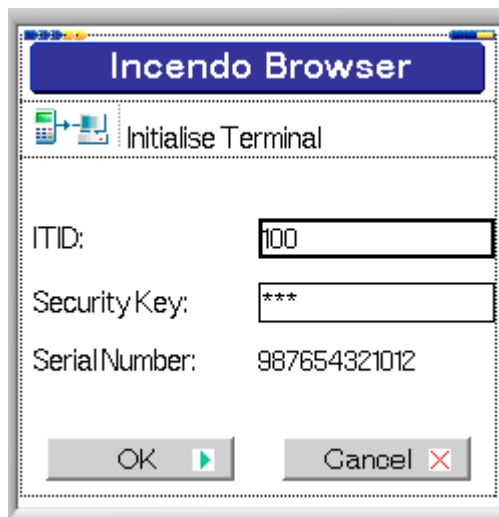 Incendo Browser
Initialise Terminal
ITID: 100
Security Key: ***
Serial Number: 987654321012
OK Cancel